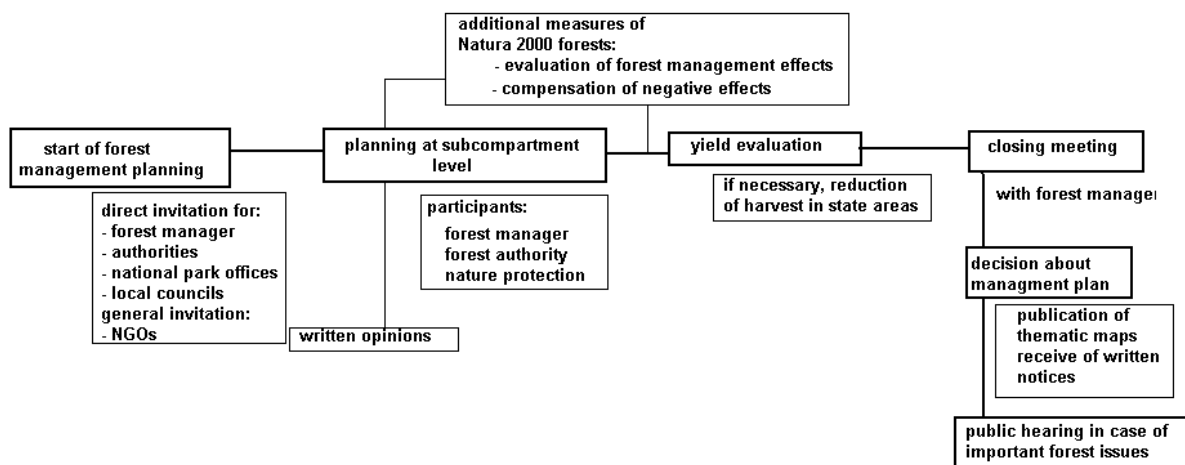 additional measures of
Natura 2000 forests:
- evaluation of forest management effects
- compensation of negative effects
start of forest
management planning
planning at subcompartment
level
yield evaluation
closing meeting
direct invitation for:
- forest manager
- authorities
- national park offices
- local councils
general invitation:
- NGOs
written opinions
participants:
forest manager
forest authority
nature protection
if necessary, reduction
of harvest in state areas
with forest manager
decision about
managment plan
publication of
thematic maps
receive of written
notices
public hearing in case of
important forest issues